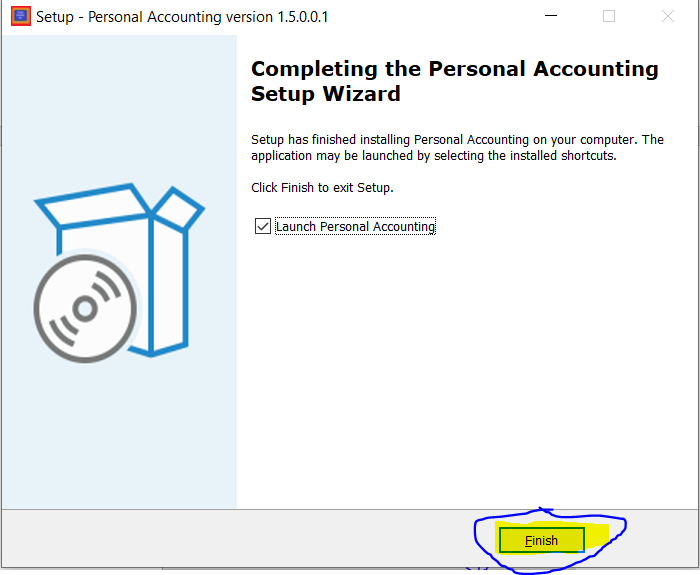 Setup - Personal Accounting version 1.5.0.0.1
Completing the Personal Accounting
Setup Wizard
Setup has finished installing Personal Accounting on your computer. The
application may be launched by selecting the installed shortcuts.
Click Finish to exit Setup.
Launch Personal Accounting
Finish